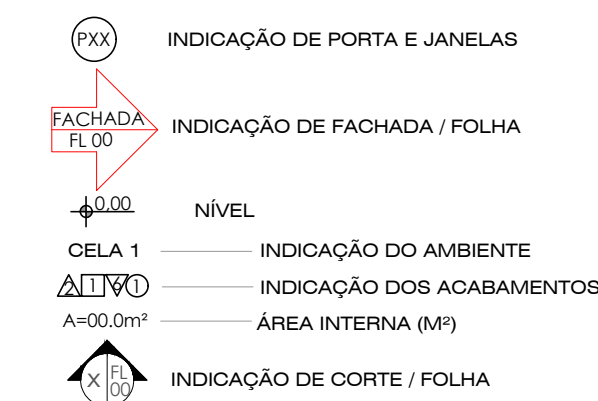 PXX INDICAÇÃO DE PORTA E JANELAS
FACHADA
FL 00
INDICAÇÃO DE FACHADA / FOLHA
0,00 NÍVEL
CELA 1 INDICAÇÃO DO AMBIENTE
2 1 6 1 INDICAÇÃO DOS ACABAMENTOS
A=00.0m² ÁREA INTERNA (M²)
X FL 00 INDICAÇÃO DE CORTE / FOLHA